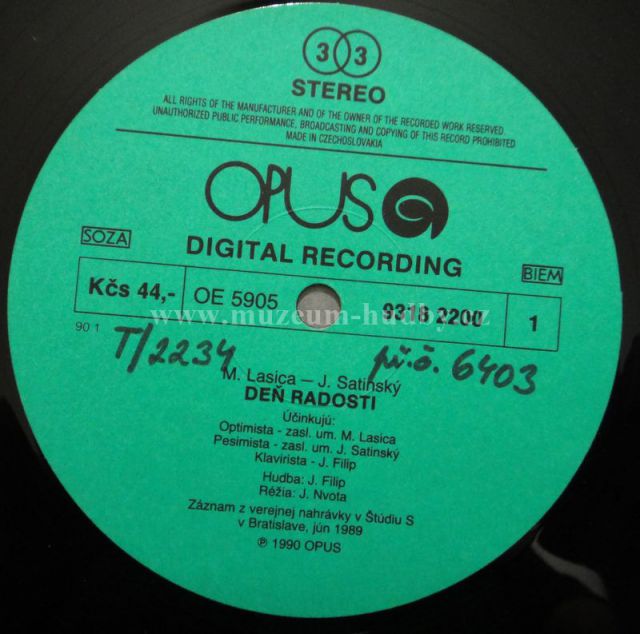 33
STEREO
ALL RIGHTS OF THE MANUFACTURER AND OF THE OWNER OF THE RECORDED WORK RESERVED
UNAUTHORIZED PUBLIC PERFORMANCE, BROADCASTING AND COPYING OF THIS RECORD PROHIBITED
MADE IN CZECHOSLOVAKIA
OPUS
SOZA
DIGITAL RECORDING
BIEM
Kčs 44,- OE 5905 9318 2200 1
www.muzeum-hudby.cz
90 1
T/2234 př.č. 6403
M. Lasica – J. Satinský
DEŇ RADOSTI
Účinkujú:
Optimista - zasl. um. M. Lasica
Pesimista - zasl. um. J. Satinský
Klavirista - J. Filip
Hudba: J. Filip
Réžia: J. Nvota
Záznam z verejnej nahrávky v Štúdiu S
v Bratislave, jún 1989
℗ 1990 OPUS